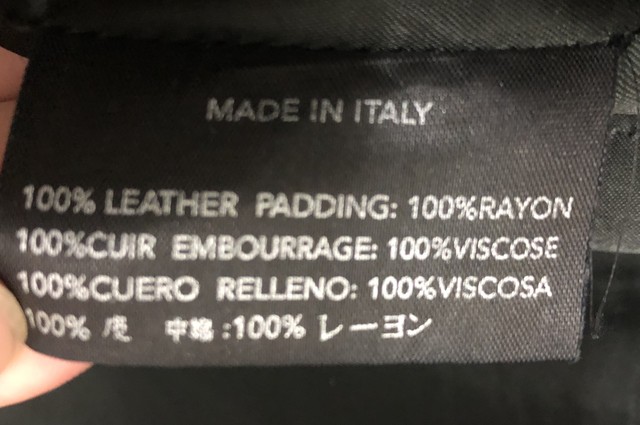 MADE IN ITALY
100% LEATHER PADDING: 100%RAYON
100%CUIR EMBOURRAGE: 100%VISCOSE
100%CUERO RELLENO: 100%VISCOSA
100% 中綿:100% レーヨン